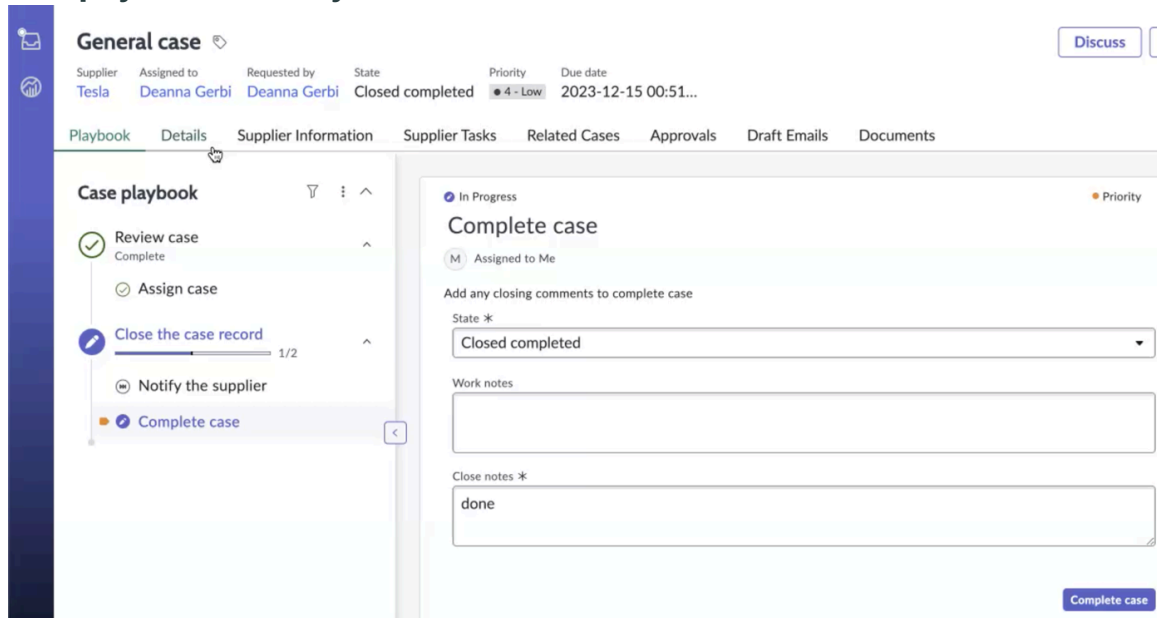 General case
Discuss
Supplier Assigned to Requested by State Priority Due date
Tesla Deanna Gerbi Deanna Gerbi Closed completed 4 - Low 2023-12-15 00:51...
Playbook Details Supplier Information Supplier Tasks Related Cases Approvals Draft Emails Documents
Case playbook
Review case
Complete
Assign case
Close the case record
1/2
Notify the supplier
Complete case
In Progress
Priority
Complete case
M Assigned to Me
Add any closing comments to complete case
State *
Closed completed
Work notes
Close notes *
done
Complete case